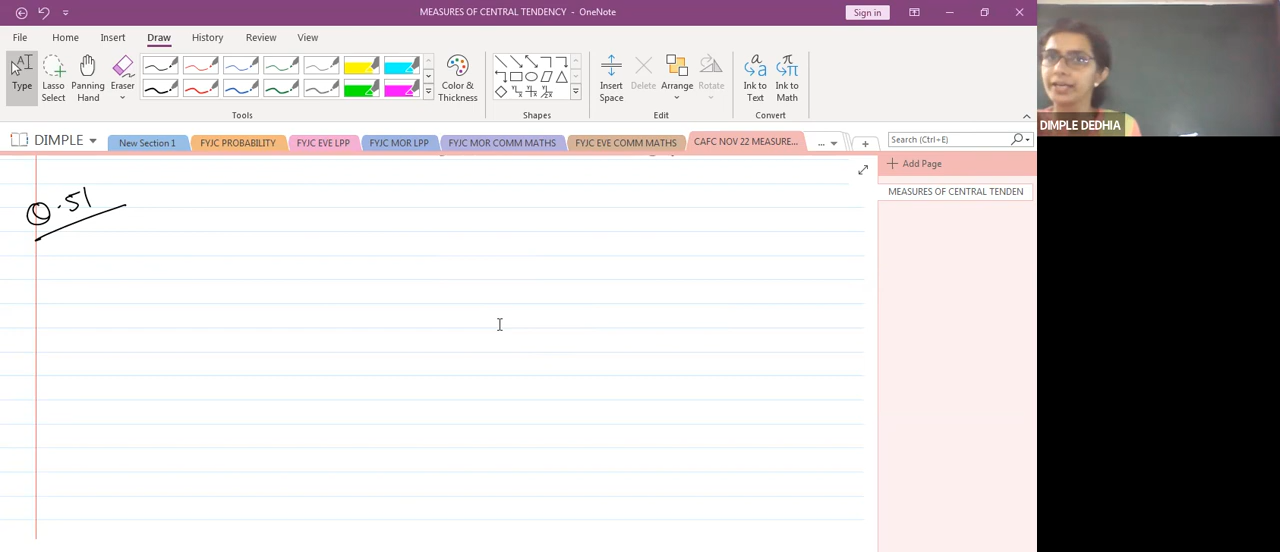 MEASURES OF CENTRAL TENDENCY - OneNote
Sign in
File Home Insert Draw History Review View
Type
Lasso Select
Panning Hand
Eraser
Color & Thickness
Insert Space
Delete
Arrange
Rotate
Ink to Text
Ink to Math
Tools
Shapes
Edit
Convert
DIMPLE
New Section 1
FYJC PROBABILITY
FYJC EVE LPP
FYJC MOR LPP
FYJC MOR COMM MATHS
FYJC EVE COMM MATHS
CAFC NOV 22 MEASURE...
...
Search (Ctrl+E)
Add Page
MEASURES OF CENTRAL TENDEN
Q.51
DIMPLE DEDHIA